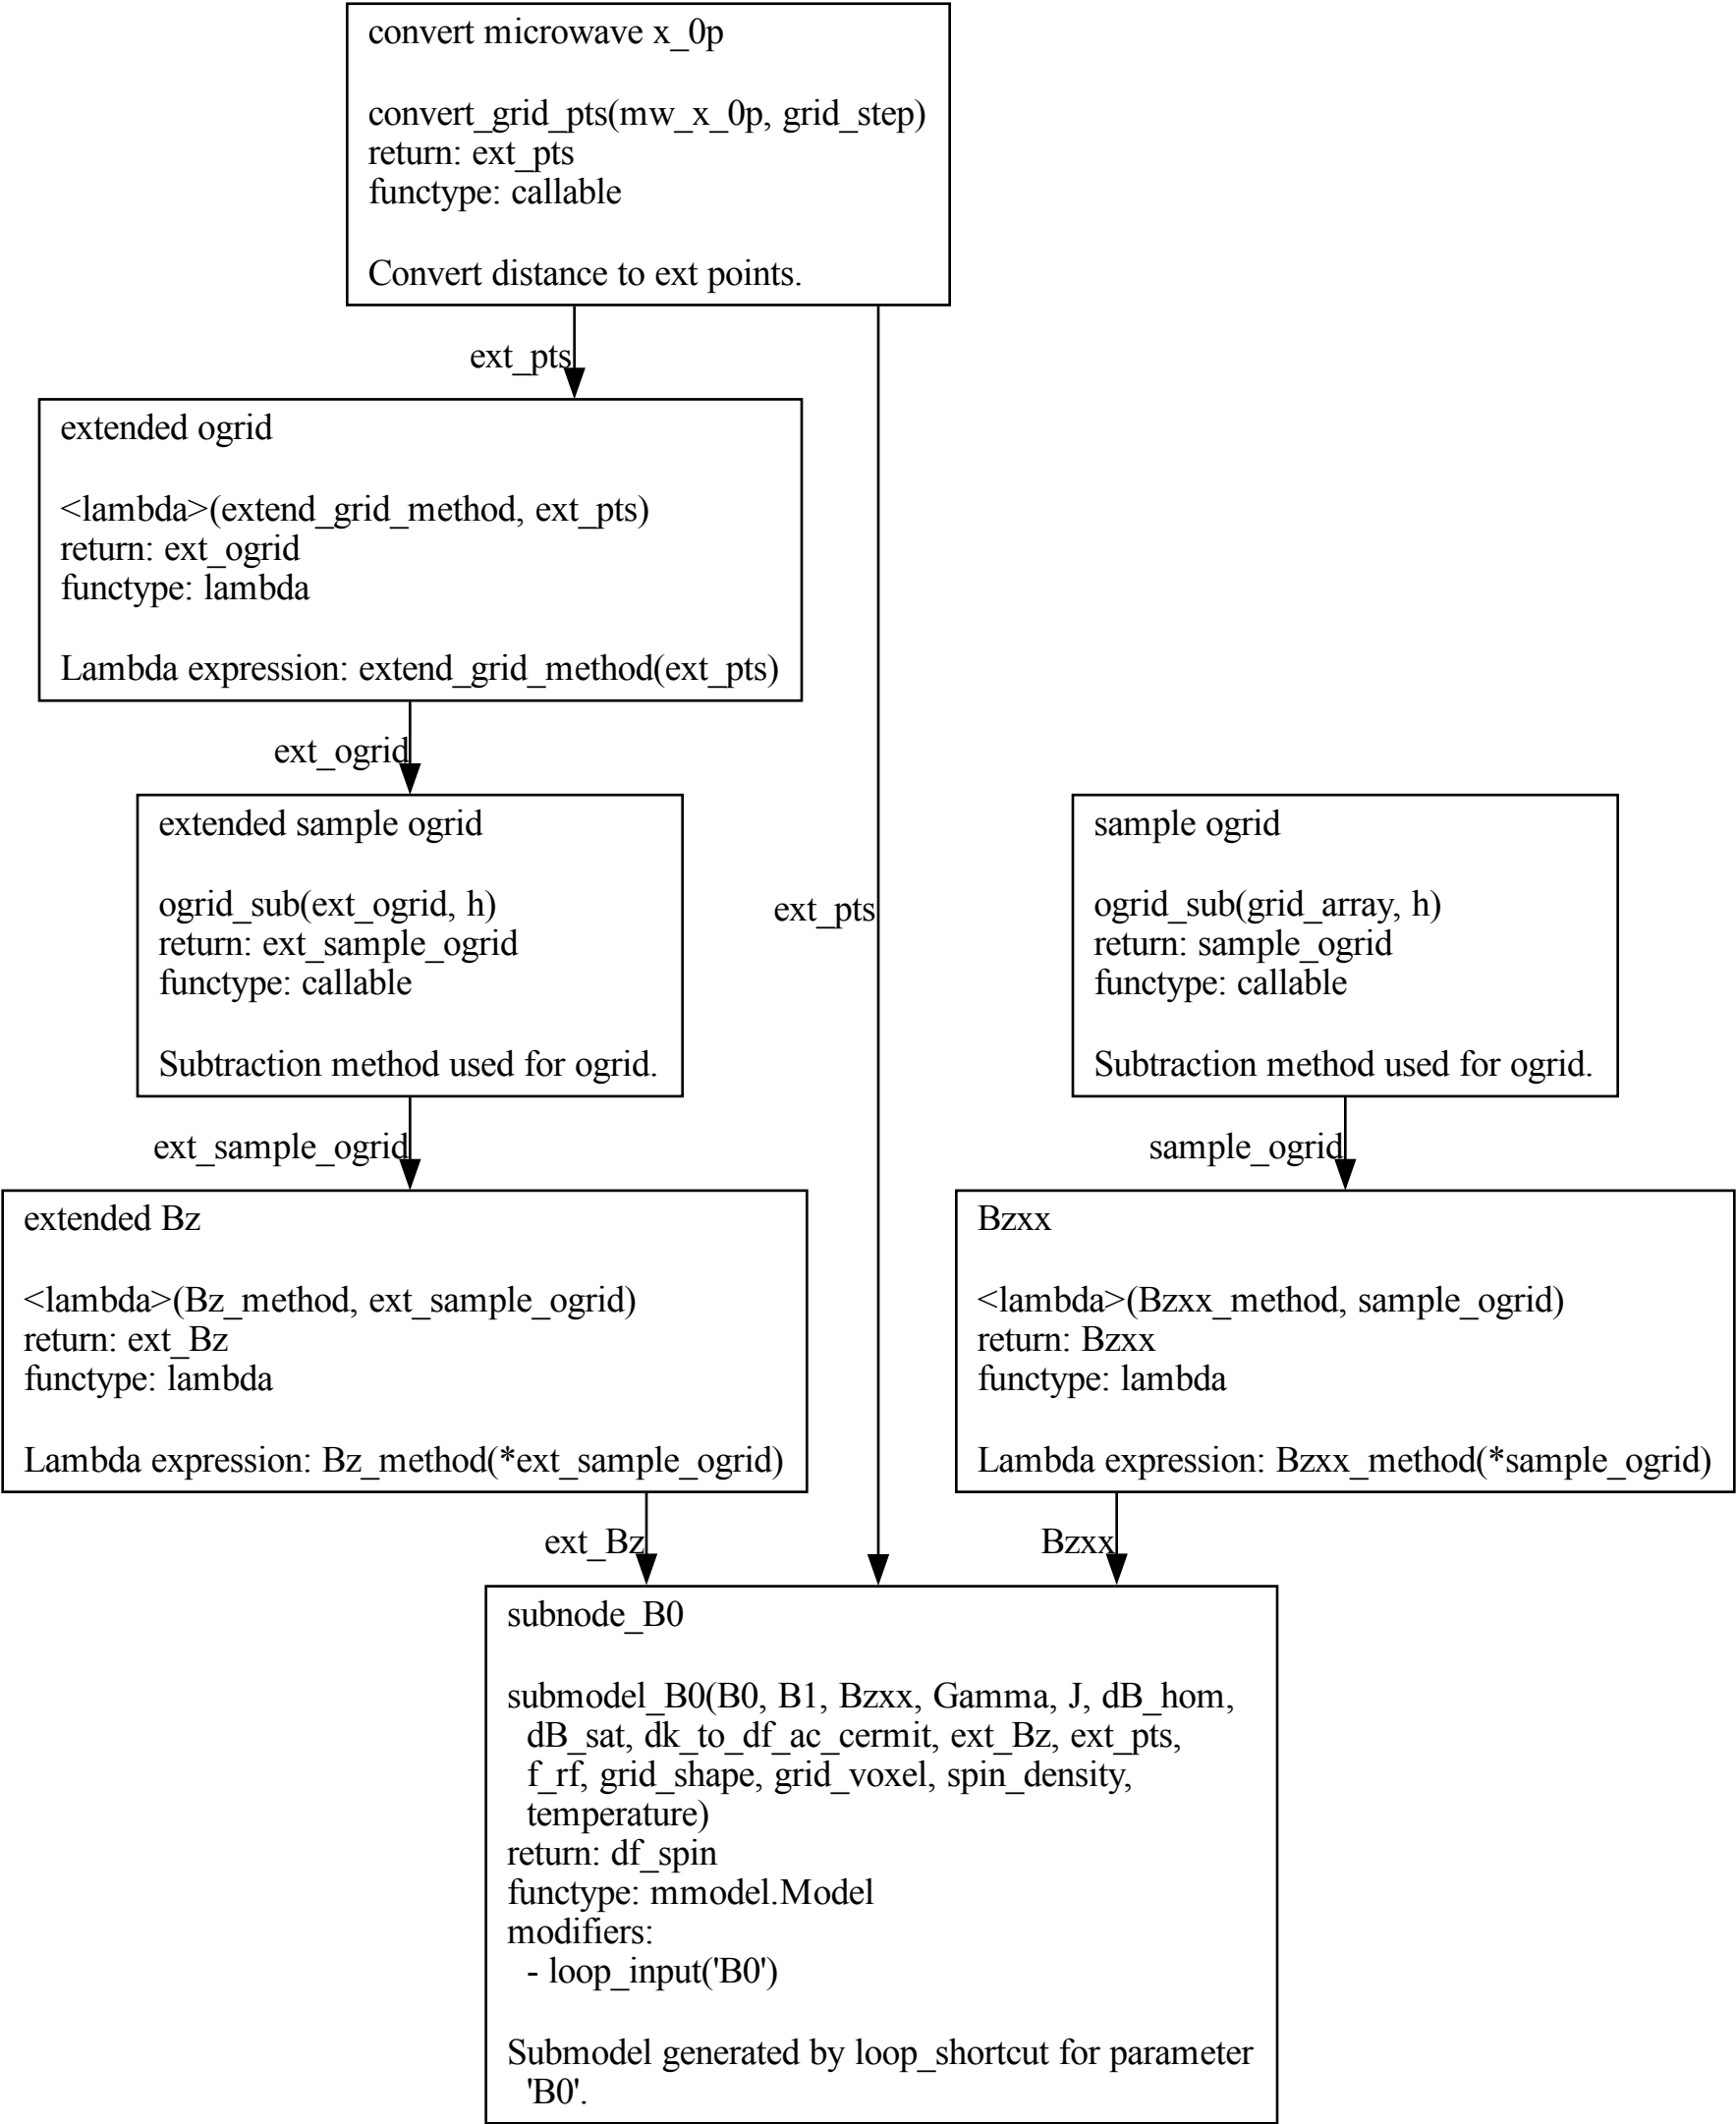 convert microwave x_0p
convert_grid_pts(mw_x_0p, grid_step)
return: ext_pts
functype: callable
Convert distance to ext points.
ext_pts
extended ogrid
<lambda>(extend_grid_method, ext_pts)
return: ext_ogrid
functype: lambda
Lambda expression: extend_grid_method(ext_pts)
ext_ogrid
extended sample ogrid
ogrid_sub(ext_ogrid, h)
return: ext_sample_ogrid
functype: callable
Subtraction method used for ogrid.
ext_pts
sample ogrid
ogrid_sub(grid_array, h)
return: sample_ogrid
functype: callable
Subtraction method used for ogrid.
ext_sample_ogrid
sample_ogrid
extended Bz
<lambda>(Bz_method, ext_sample_ogrid)
return: ext_Bz
functype: lambda
Lambda expression: Bz_method(*ext_sample_ogrid)
Bzxx
<lambda>(Bzxx_method, sample_ogrid)
return: Bzxx
functype: lambda
Lambda expression: Bzxx_method(*sample_ogrid)
ext_Bz
Bzxx
subnode_B0
submodel_B0(B0, B1, Bzxx, Gamma, J, dB_hom,
dB_sat, dk_to_df_ac_cermit, ext_Bz, ext_pts,
f_rf, grid_shape, grid_voxel, spin_density,
temperature)
return: df_spin
functype: mmodel.Model
modifiers:
- loop_input('B0')
Submodel generated by loop_shortcut for parameter
'B0'.